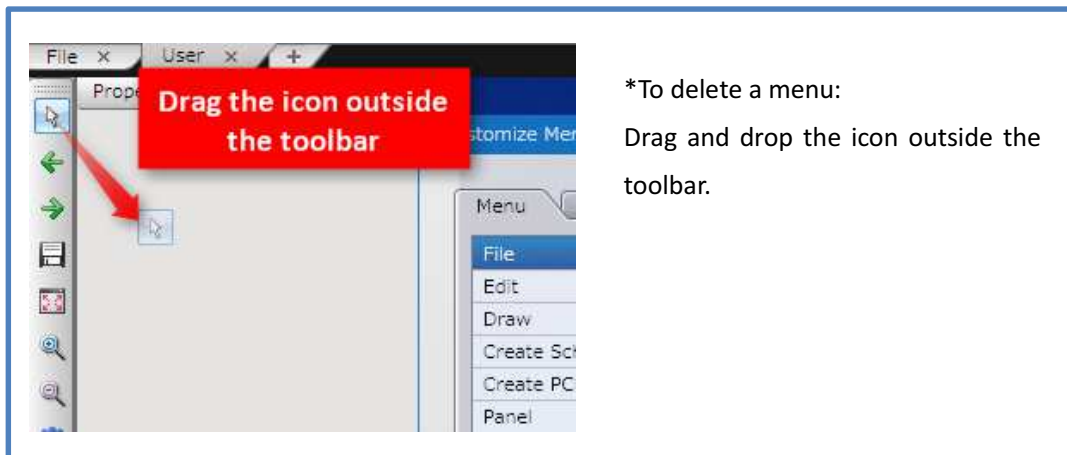 File × User × +
Prope
Drag the icon outside
the toolbar
stomize Mer
Menu
File
Edit
Draw
Create Sch
Create PC
Panel
*To delete a menu:
Drag and drop the icon outside the
toolbar.